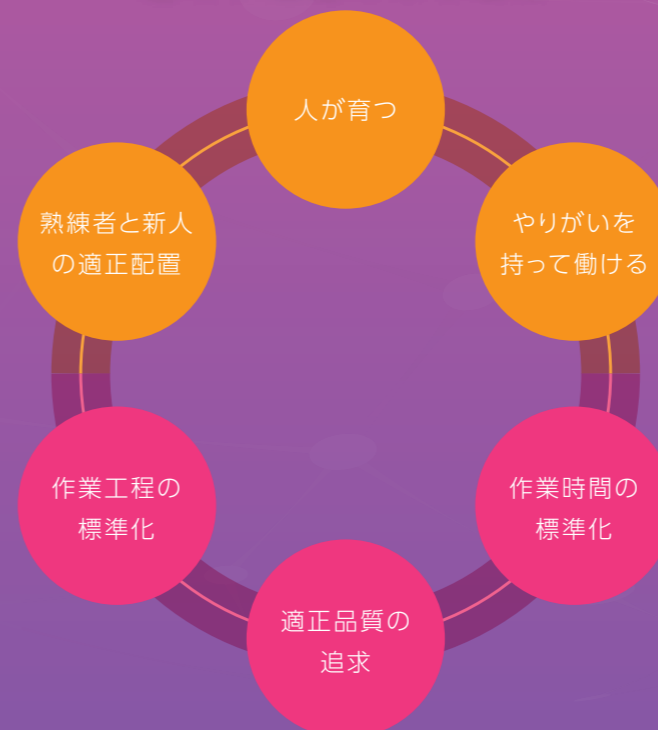 人が育つ
熟練者と新人
の適正配置
やりがいを
持って働ける
作業工程の
標準化
作業時間の
標準化
適正品質の
追求